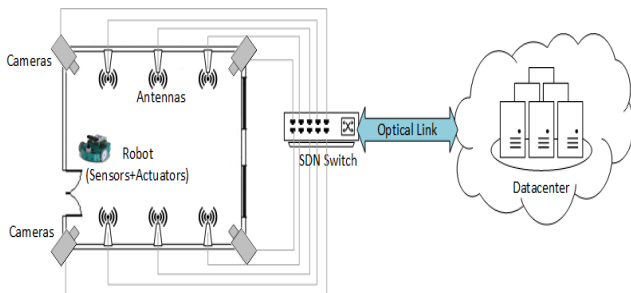 Cameras
Antennas
Robot
(Sensors+Actuators)
Cameras
SDN Switch
Optical Link
Datacenter